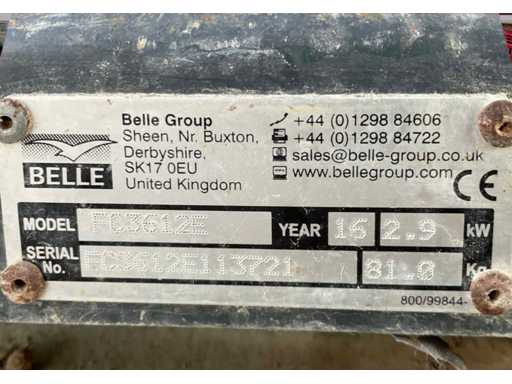 Belle Group
Sheen, Nr. Buxton,
Derbyshire,
SK17 0EU
United Kingdom
+44 (0)1298 84606
+44 (0)1298 84722
sales@belle-group.co.uk
www.bellegroup.com
BELLE
CE
MODEL FC3612E YEAR 16 2.9 kW
SERIAL No. FC3612E113721 81.0 Kg
800/99844-